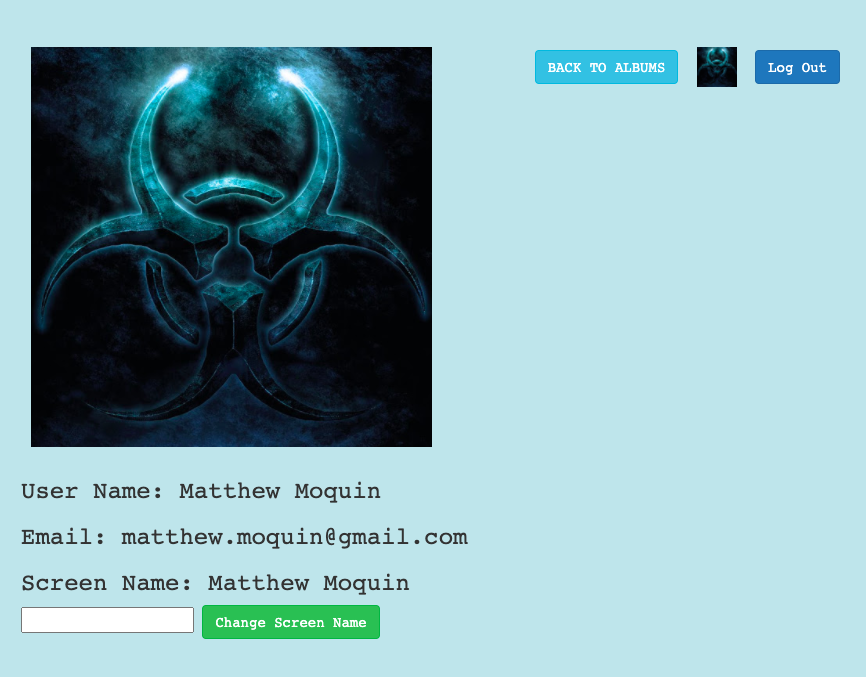 BACK TO ALBUMS
Log Out
User Name: Matthew Moquin
Email: matthew.moquin@gmail.com
Screen Name: Matthew Moquin
Change Screen Name